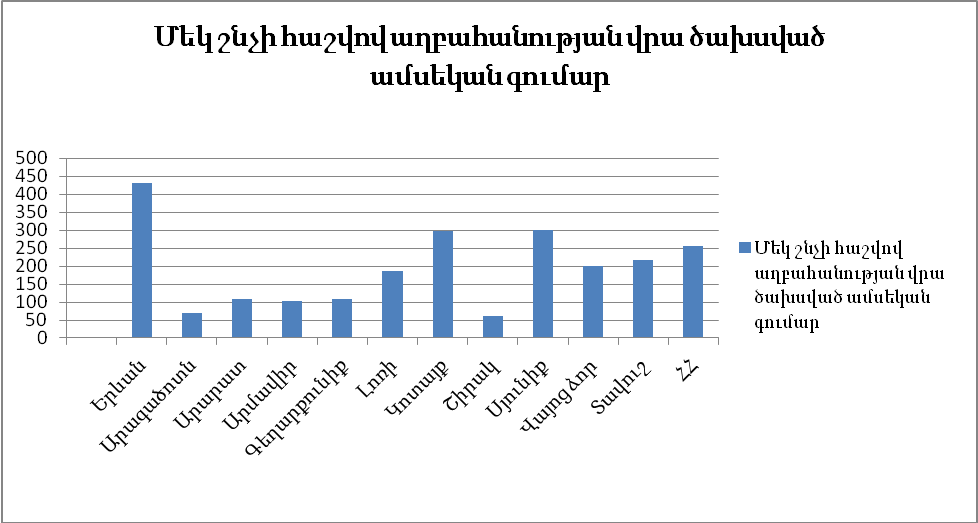 Մեկ շնչի հաշվով աղբահանության վրա ծախսված
ամսեկան գումար
500
450
400
350
300
250
200
150
100
50
0
Երևան
Արագածոտն
Արարատ
Արմավիր
Գեղարքունիք
Լոռի
Կոտայք
Շիրակ
Սյունիք
Վայոց ձոր
Տավուշ
ՀՀ
Մեկ շնչի հաշվով
աղբահանության վրա
ծախսված ամսեկան
գումար